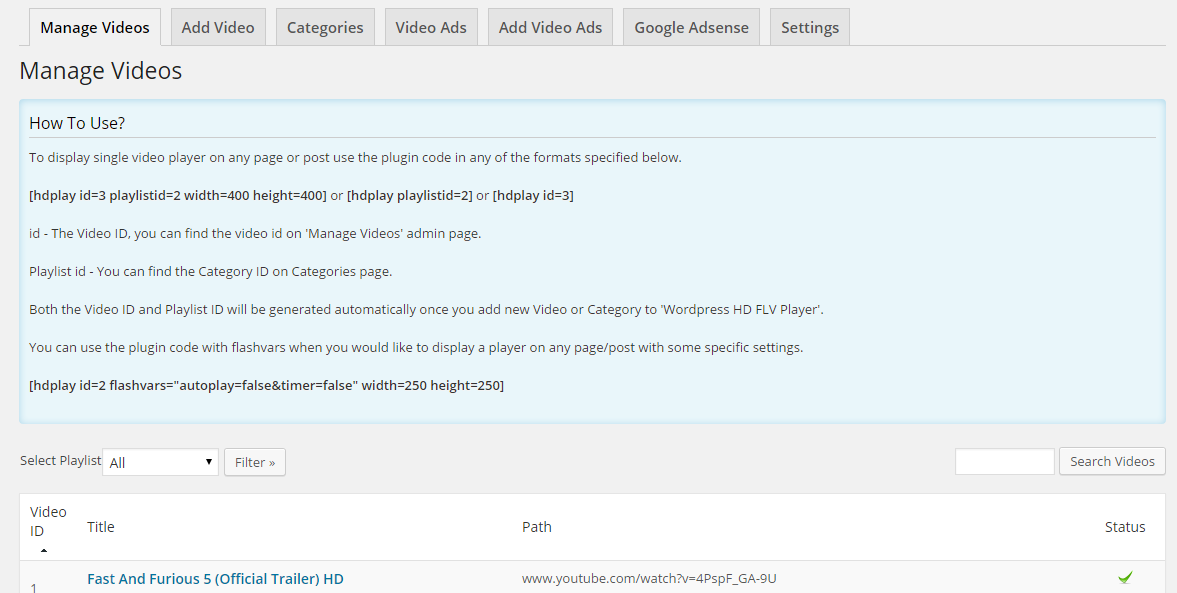 Manage Videos Add Video Categories Video Ads Add Video Ads Google Adsense Settings
Manage Videos
How To Use?
To display single video player on any page or post use the plugin code in any of the formats specified below.
[hdplay id=3 playlistid=2 width=400 height=400] or [hdplay playlistid=2] or [hdplay id=3]
id - The Video ID, you can find the video id on 'Manage Videos' admin page.
Playlist id - You can find the Category ID on Categories page.
Both the Video ID and Playlist ID will be generated automatically once you add new Video or Category to 'Wordpress HD FLV Player'.
You can use the plugin code with flashvars when you would like to display a player on any page/post with some specific settings.
[hdplay id=2 flashvars="autoplay=false&timer=false" width=250 height=250]
Select Playlist All Filter » Search Videos
Video
ID Title Path Status
1 Fast And Furious 5 (Official Trailer) HD www.youtube.com/watch?v=4PspF_GA-9U